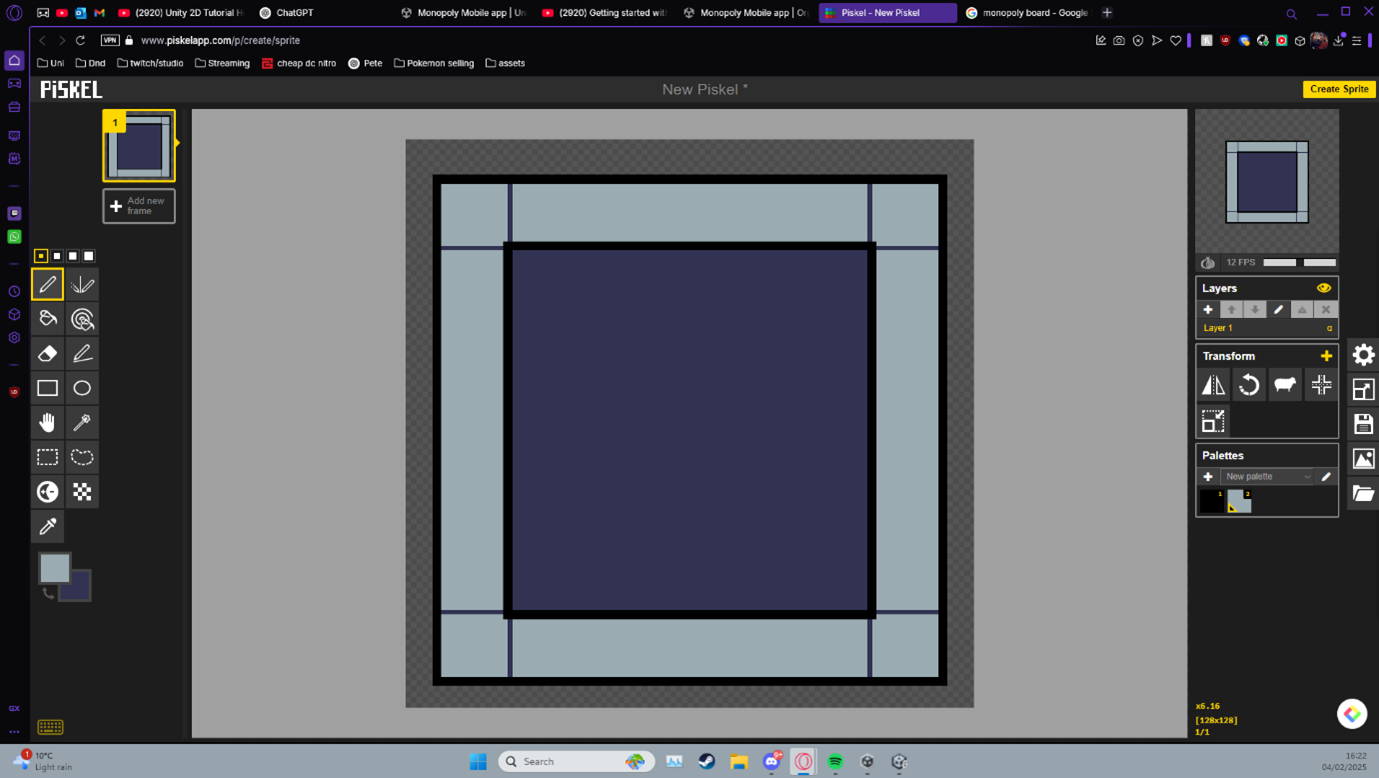 (2920) Unity 2D Tutorial H
ChatGPT
Monopoly Mobile app | Un
(2920) Getting started wit
Monopoly Mobile app | Or
Piskel - New Piskel
monopoly board - Google
VPN
www.piskelapp.com/p/create/sprite
Uni
Dnd
twitch/studio
Streaming
cheap dc nitro
Pete
Pokemon selling
assets
PiSKEL
New Piskel *
Create Sprite
1
Add new
frame
12 FPS
Layers
Layer 1
α
Transform
Palettes
New palette
1
2
x6.16
[128x128]
1/1
GX
1
10°C
Light rain
Search
16:22
04/02/2025